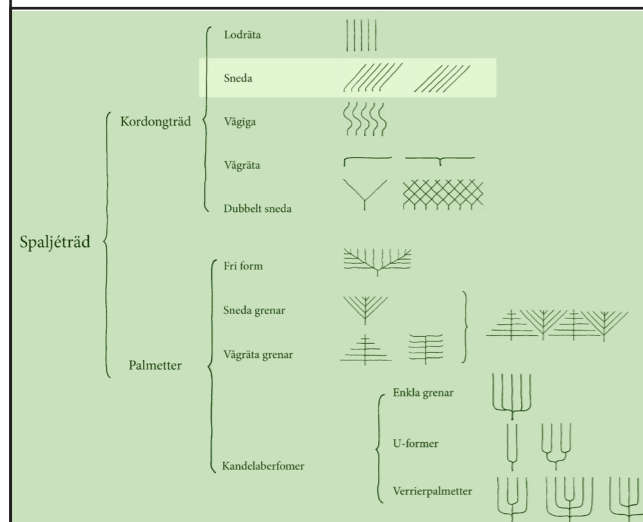 Lodräta
Sneda
Kordongträd
Vågiga
Vågräta
Dubbelt sneda
Spaljéträd
Fri form
Sneda grenar
Vågräta grenar
Palmetter
Enkla grenar
U-former
Kandelaberfomer
Verrierpalmetter